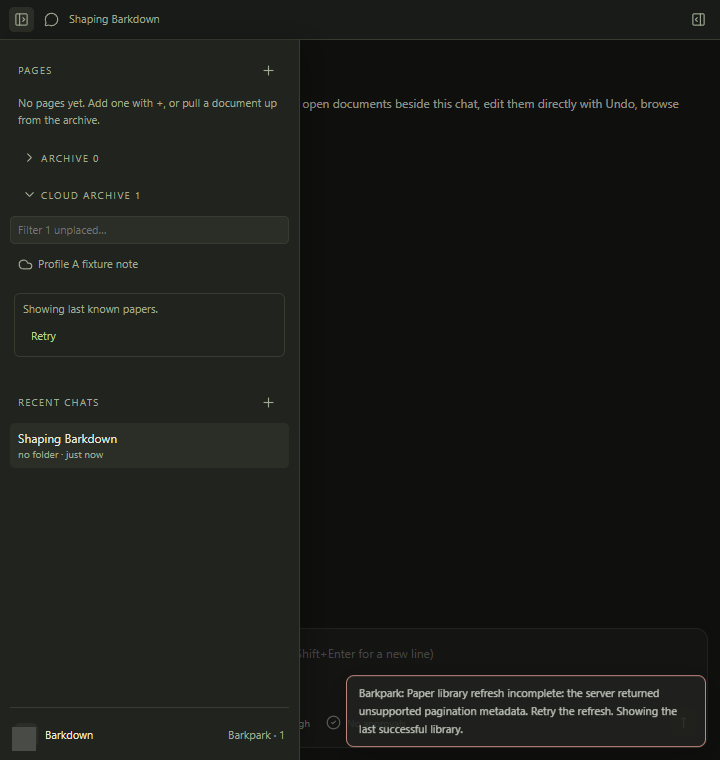 Shaping Barkdown
PAGES
No pages yet. Add one with +, or pull a document up
from the archive.
open documents beside this chat, edit them directly with Undo, browse
ARCHIVE 0
CLOUD ARCHIVE 1
Filter 1 unplaced...
Profile A fixture note
Showing last known papers.
Retry
RECENT CHATS
Shaping Barkdown
no folder · just now
Shift+Enter for a new line)
gh
Barkpark: Paper library refresh incomplete: the server returned
unsupported pagination metadata. Retry the refresh. Showing the
last successful library.
Barkdown
Barkpark · 1